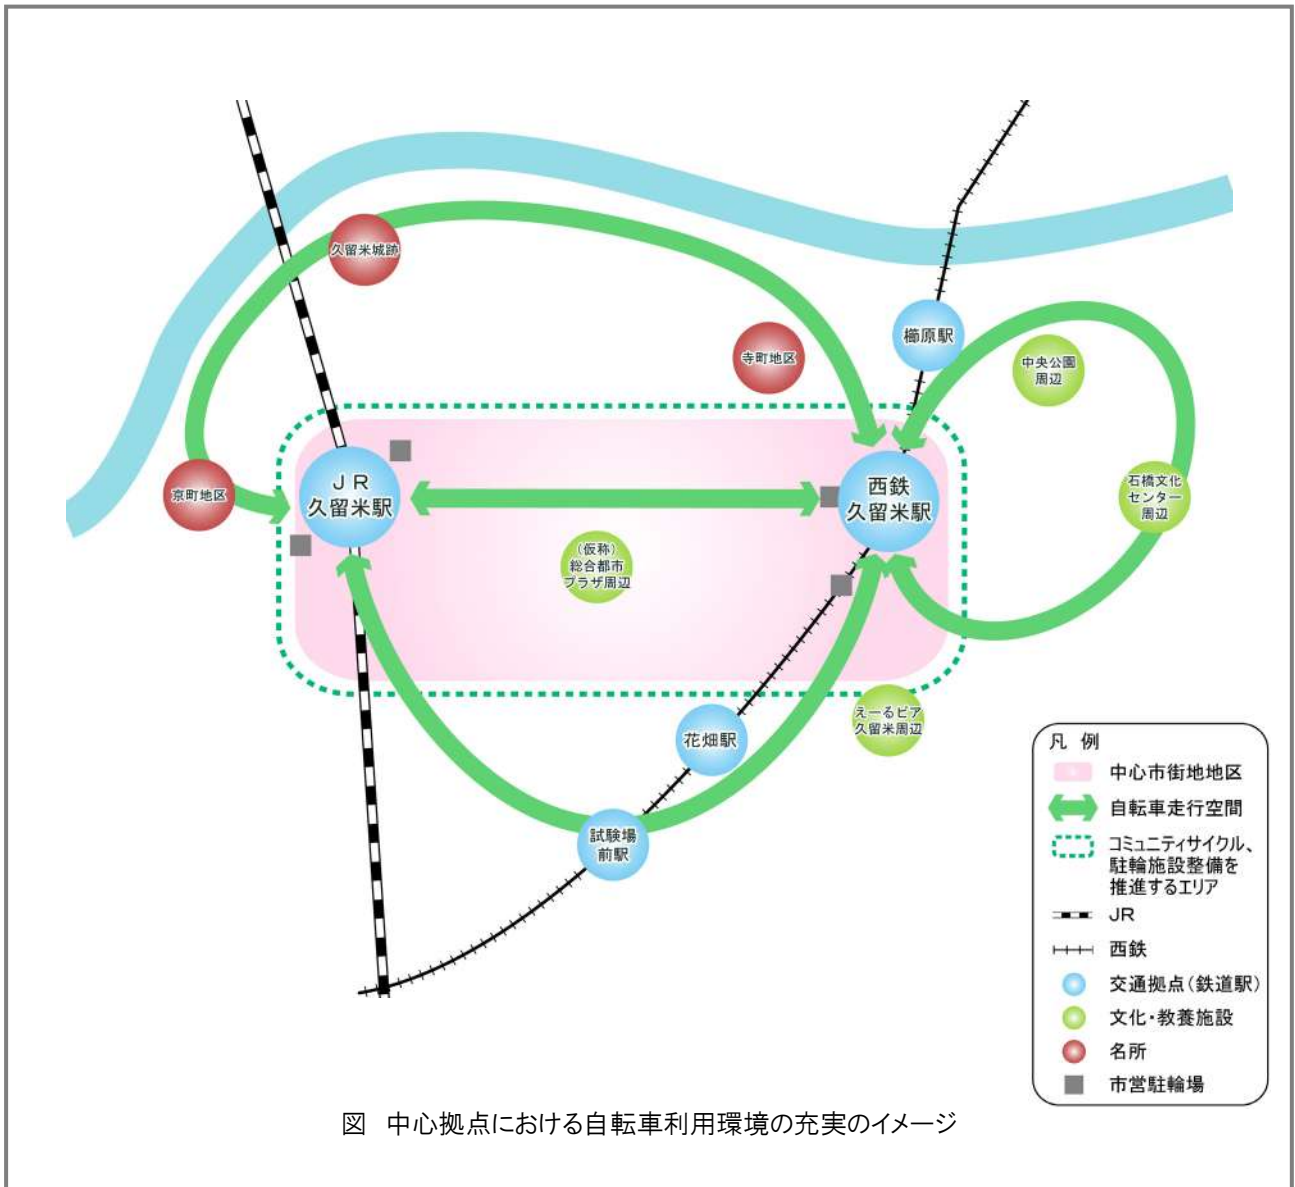 久留米城跡
櫛原駅
寺町地区
中央公園
周辺
JR
久留米駅
西鉄
久留米駅
京町地区
石橋文化
センター
周辺
(仮称)
総合都市
プラザ周辺
えーるピア
久留米周辺
花畑駅
試験場
前駅
凡 例
中心市街地地区
自転車走行空間
コミュニティサイクル、
駐輪施設整備を
推進するエリア
JR
西鉄
交通拠点(鉄道駅)
文化・教養施設
名所
市営駐輪場
図 中心拠点における自転車利用環境の充実のイメージ